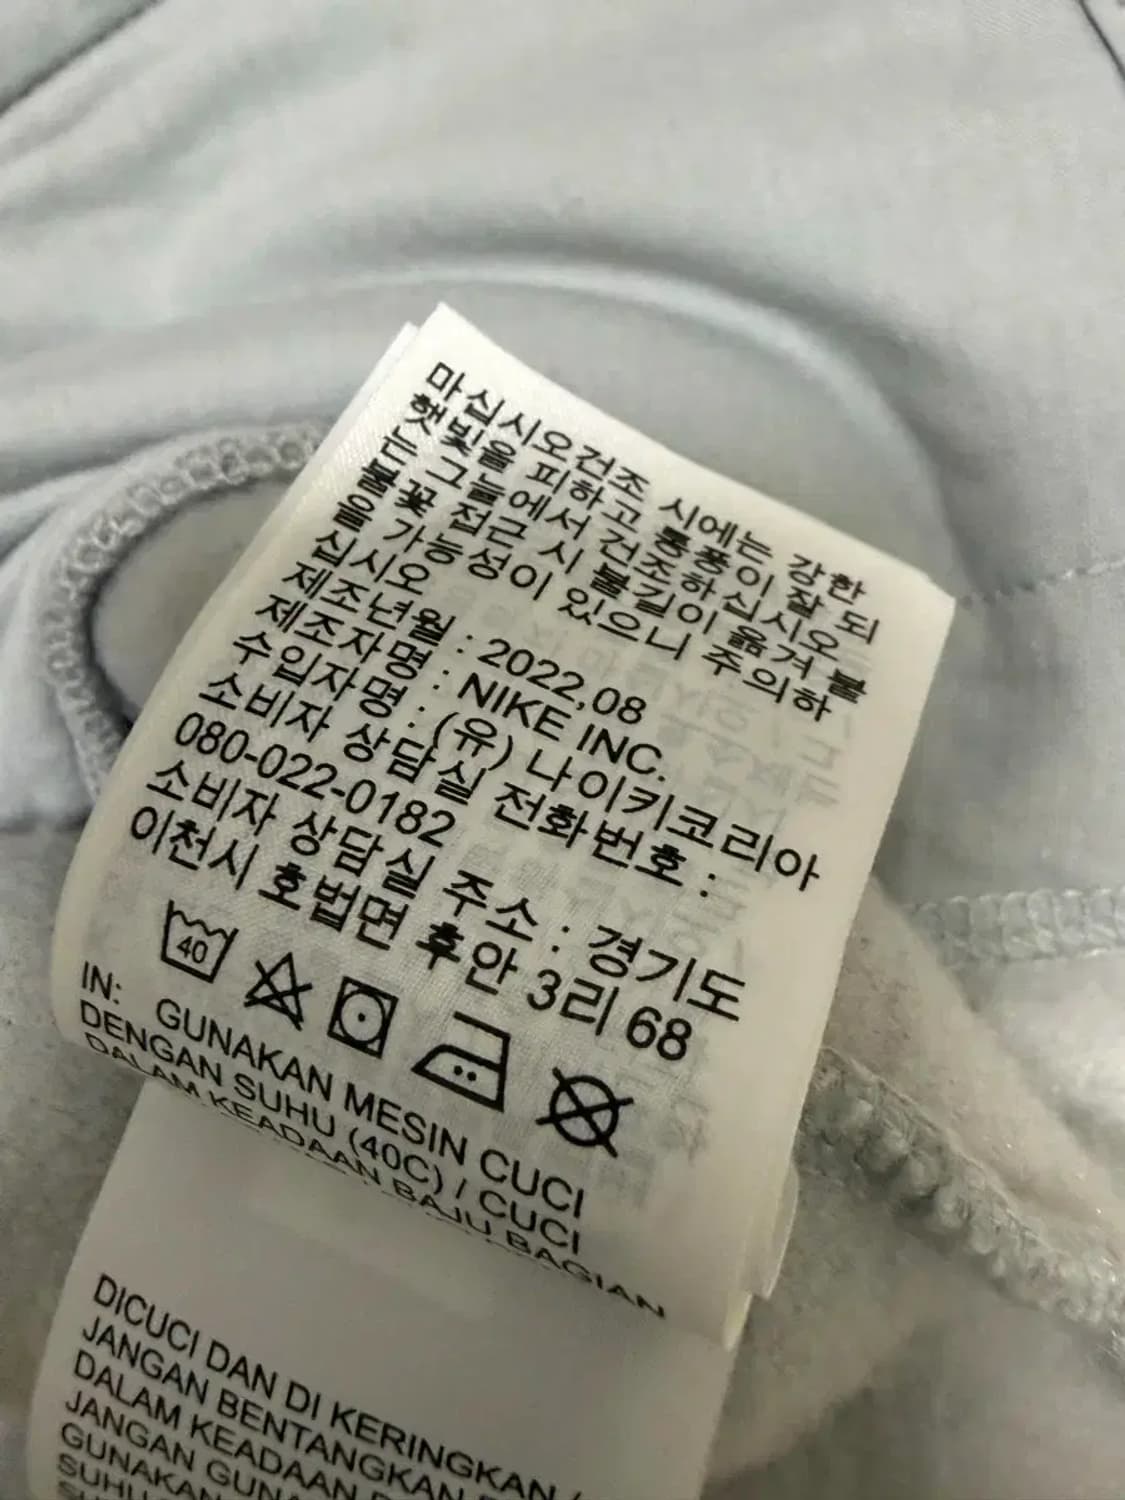 마십시오건조 시에는 강한
햇빛을 피하고 통풍이 잘 되
는 그늘에서 건조하십시오
불꽃 접근 시 불길이 옮겨 붙
을 가능성이 있으니 주의하
십시오
제조년월 : 2022,08
제조자명 : NIKE INC.
수입자명 : (유) 나이키코리아
소비자 상담실 전화번호 :
080-022-0182
소비자 상담실 주소 : 경기도
이천시 호법면 후안 3리 68
40
IN: GUNAKAN MESIN CUCI
DENGAN SUHU (40C) / CUCI
DALAM KEADAAN BAJU BAGIAN
DICUCI DAN DI KERINGKAN /
JANGAN BENTANGKAN
DALAM KEADAAN
JANGAN
GUNAKAN
SUHU